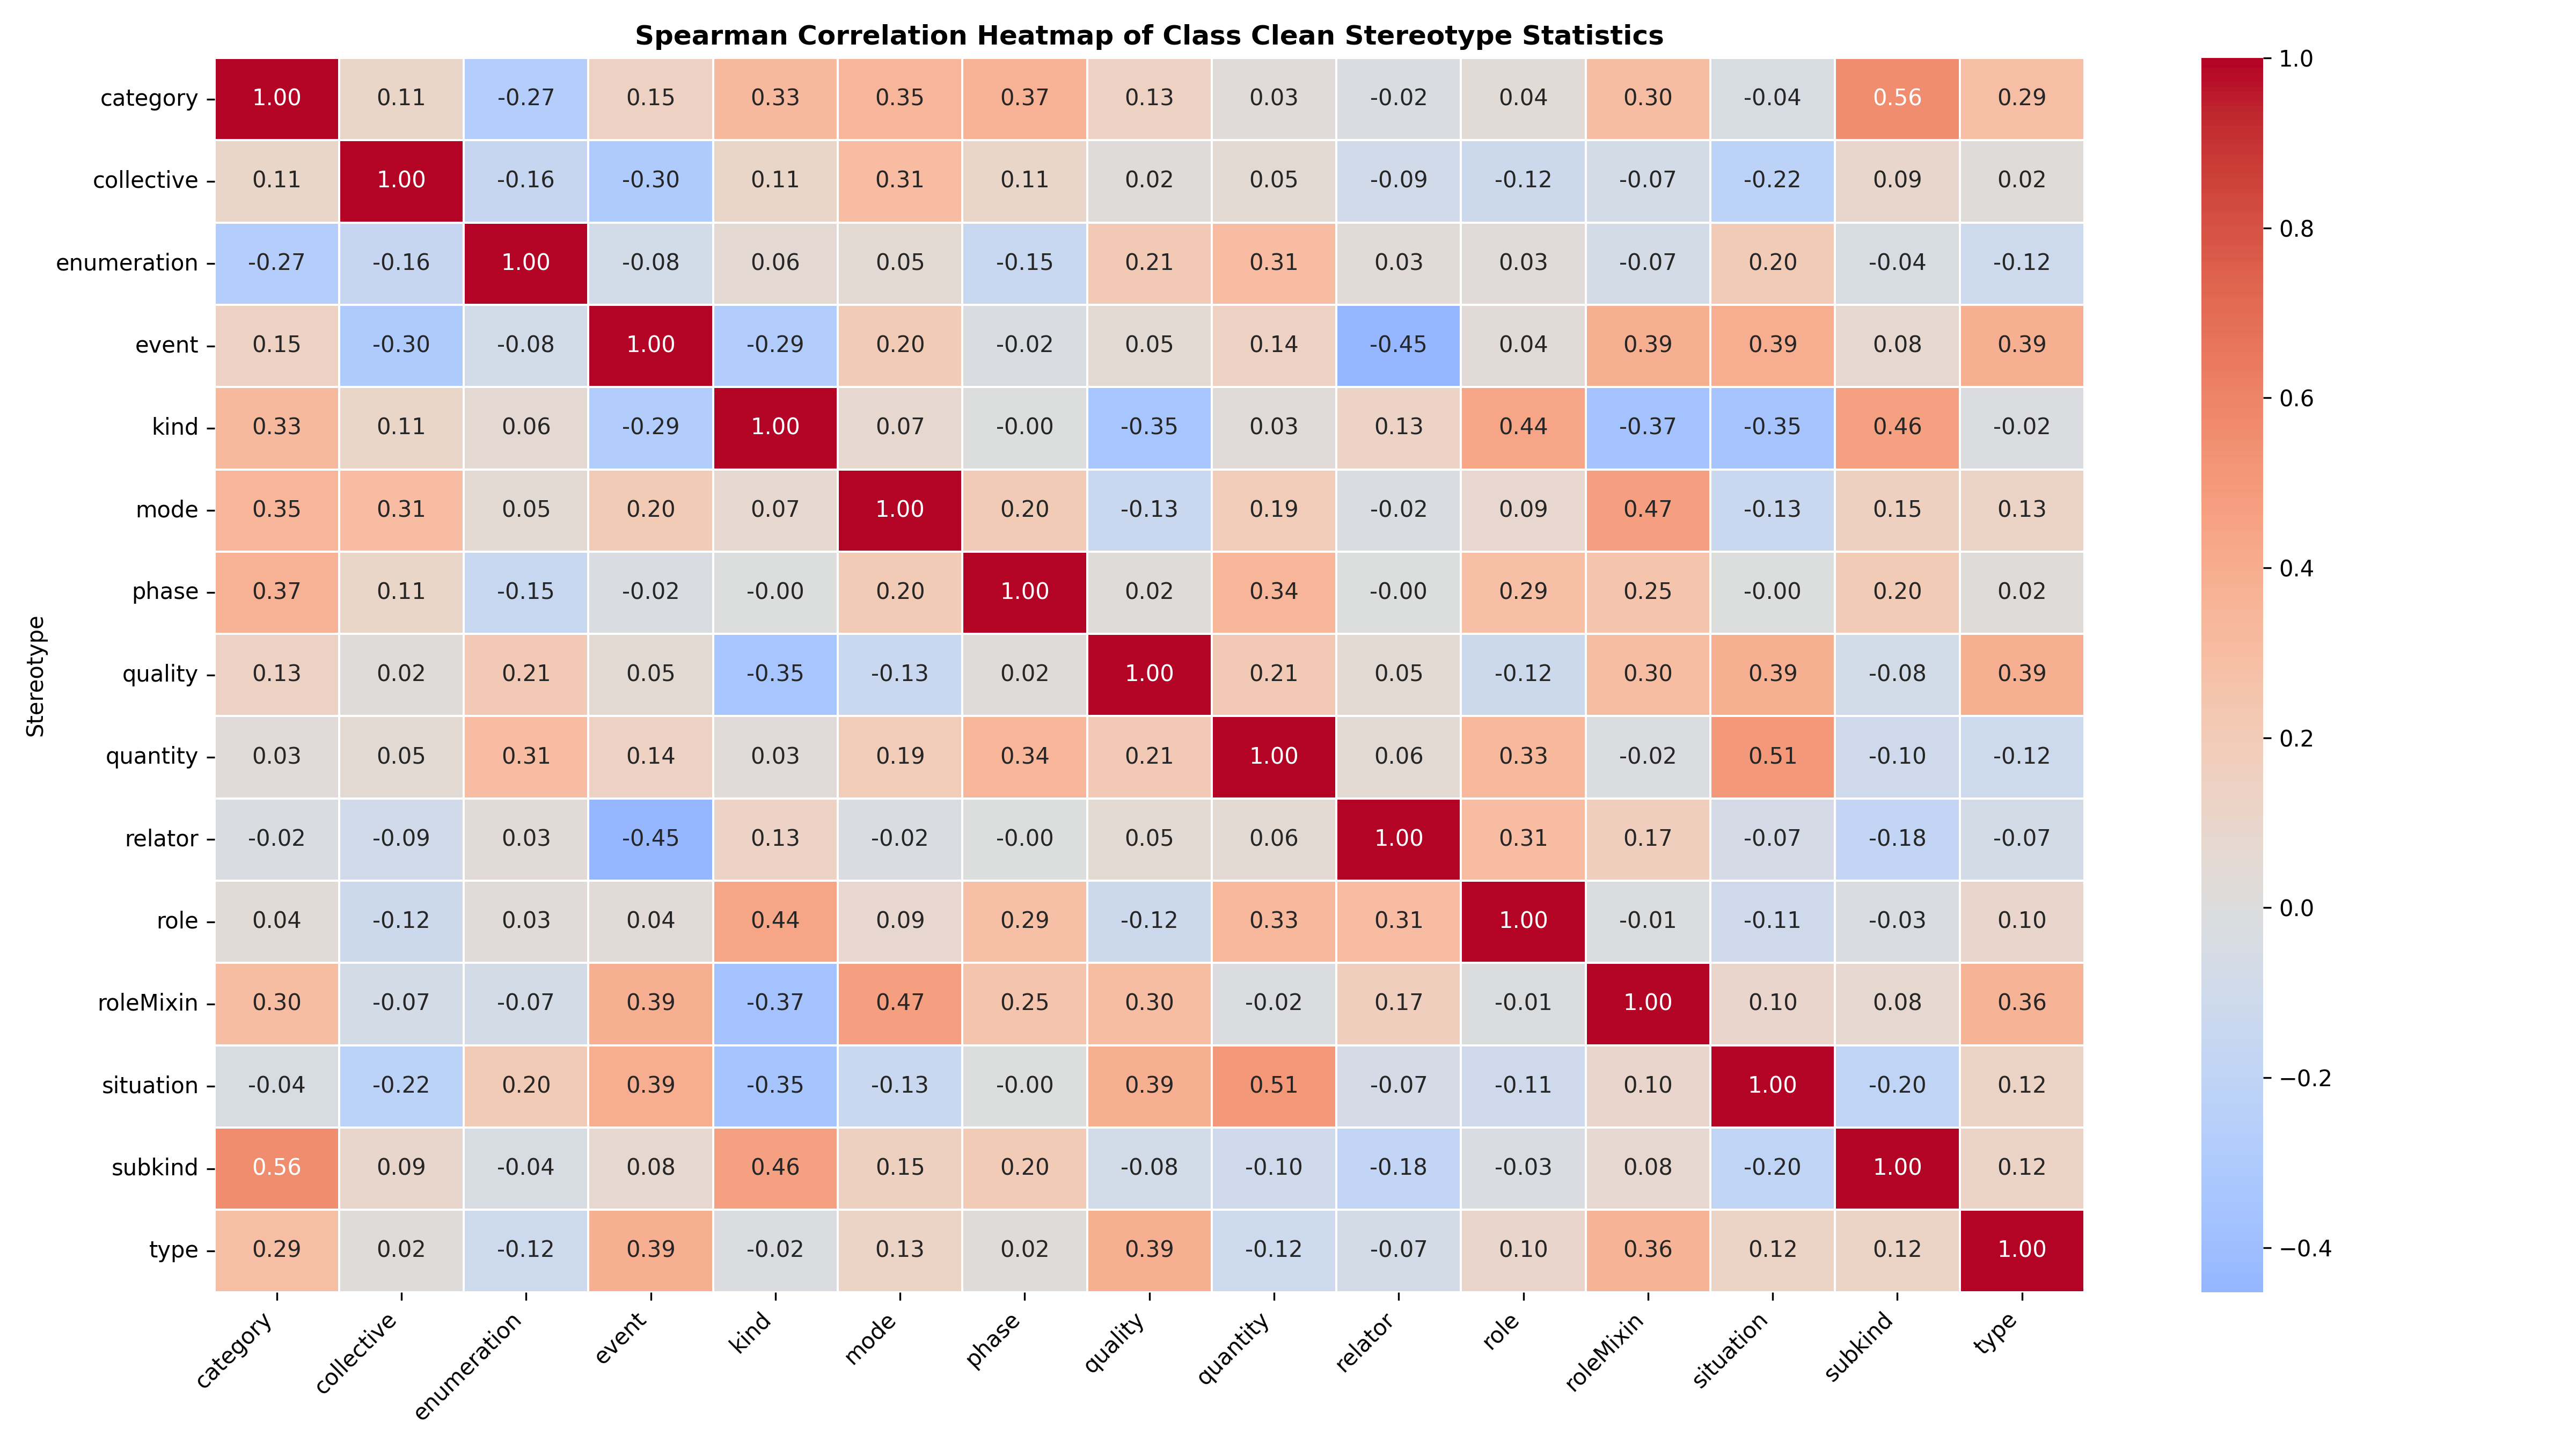 Spearman Correlation Heatmap of Class Clean Stereotype Statistics
Stereotype
category 1.00 0.11 -0.27 0.15 0.33 0.35 0.37 0.13 0.03 -0.02 0.04 0.30 -0.04 0.56 0.29
collective 0.11 1.00 -0.16 -0.30 0.11 0.31 0.11 0.02 0.05 -0.09 -0.12 -0.07 -0.22 0.09 0.02
enumeration -0.27 -0.16 1.00 -0.08 0.06 0.05 -0.15 0.21 0.31 0.03 0.03 -0.07 0.20 -0.04 -0.12
event 0.15 -0.30 -0.08 1.00 -0.29 0.20 -0.02 0.05 0.14 -0.45 0.04 0.39 0.39 0.08 0.39
kind 0.33 0.11 0.06 -0.29 1.00 0.07 -0.00 -0.35 0.03 0.13 0.44 -0.37 -0.35 0.46 -0.02
mode 0.35 0.31 0.05 0.20 0.07 1.00 0.20 -0.13 0.19 -0.02 0.09 0.47 -0.13 0.15 0.13
phase 0.37 0.11 -0.15 -0.02 -0.00 0.20 1.00 0.02 0.34 -0.00 0.29 0.25 -0.00 0.20 0.02
quality 0.13 0.02 0.21 0.05 -0.35 -0.13 0.02 1.00 0.21 0.05 -0.12 0.30 0.39 -0.08 0.39
quantity 0.03 0.05 0.31 0.14 0.03 0.19 0.34 0.21 1.00 0.06 0.33 -0.02 0.51 -0.10 -0.12
relator -0.02 -0.09 0.03 -0.45 0.13 -0.02 -0.00 0.05 0.06 1.00 0.31 0.17 -0.07 -0.18 -0.07
role 0.04 -0.12 0.03 0.04 0.44 0.09 0.29 -0.12 0.33 0.31 1.00 -0.01 -0.11 -0.03 0.10
roleMixin 0.30 -0.07 -0.07 0.39 -0.37 0.47 0.25 0.30 -0.02 0.17 -0.01 1.00 0.10 0.08 0.36
situation -0.04 -0.22 0.20 0.39 -0.35 -0.13 -0.00 0.39 0.51 -0.07 -0.11 0.10 1.00 -0.20 0.12
subkind 0.56 0.09 -0.04 0.08 0.46 0.15 0.20 -0.08 -0.10 -0.18 -0.03 0.08 -0.20 1.00 0.12
type 0.29 0.02 -0.12 0.39 -0.02 0.13 0.02 0.39 -0.12 -0.07 0.10 0.36 0.12 0.12 1.00
category collective enumeration event kind mode phase quality quantity relator role roleMixin situation subkind type
1.0
0.8
0.6
0.4
0.2
0.0
−0.2
−0.4